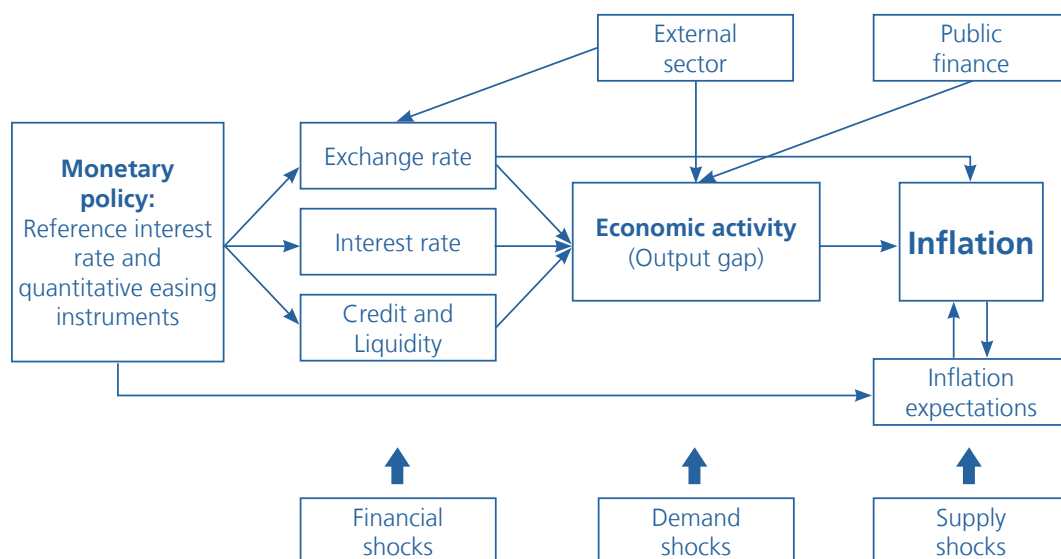 External
sector
Public
finance
Monetary
policy:
Reference interest
rate and
quantitative easing
instruments
Exchange rate
Interest rate
Credit and
Liquidity
Economic activity
(Output gap)
Inflation
Inflation
expectations
Financial
shocks
Demand
shocks
Supply
shocks